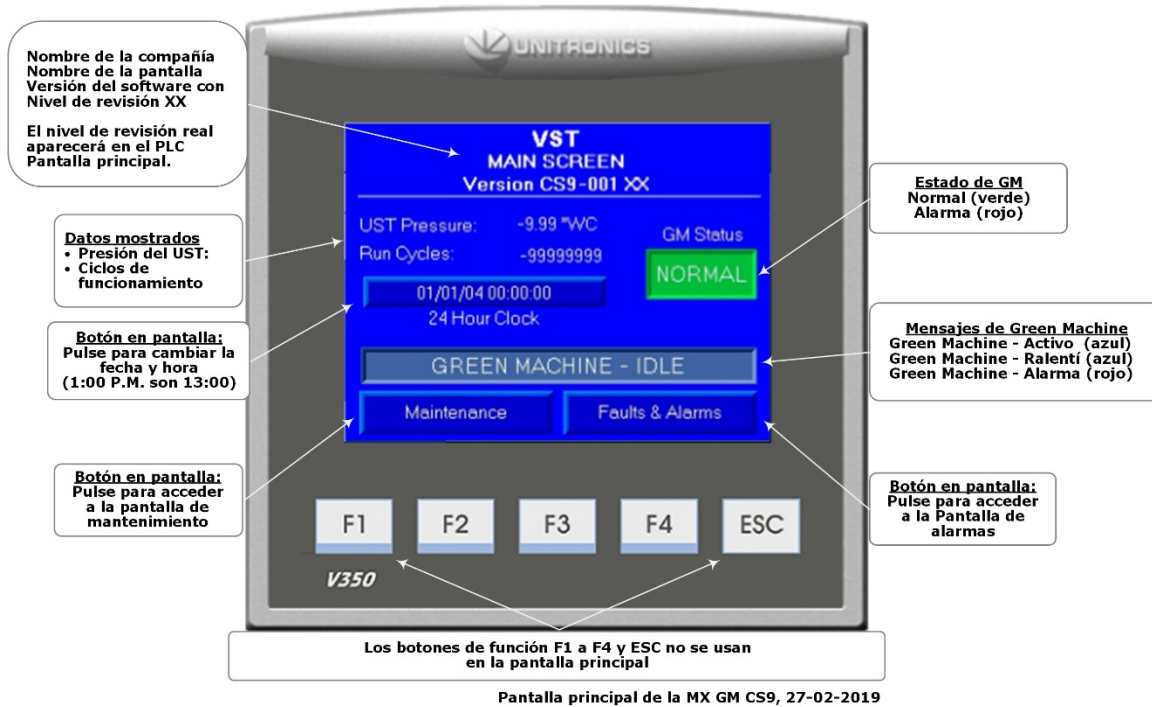 UNITRONICS
Nombre de la compañía
Nombre de la pantalla
Versión del software con
Nivel de revisión XX
El nivel de revisión real
aparecerá en el PLC
Pantalla principal.
VST
MAIN SCREEN
Version CS9-001 XX
Estado de GM
Normal (verde)
Alarma (rojo)
Datos mostrados
• Presión del UST:
• Ciclos de
funcionamiento
UST Pressure: -9.99 "WC
Run Cycles: -99999999
GM Status
NORMAL
01/01/04 00:00:00
24 Hour Clock
Botón en pantalla:
Pulse para cambiar la
fecha y hora
(1:00 P.M. son 13:00)
Mensajes de Green Machine
Green Machine - Activo (azul)
Green Machine - Ralentí (azul)
Green Machine - Alarma (rojo)
GREEN MACHINE - IDLE
Maintenance
Faults & Alarms
Botón en pantalla:
Pulse para acceder
a la pantalla de
mantenimiento
Botón en pantalla:
Pulse para acceder
a la Pantalla de
alarmas
F1 F2 F3 F4 ESC
V350
Los botones de función F1 a F4 y ESC no se usan
en la pantalla principal
Pantalla principal de la MX GM CS9, 27-02-2019